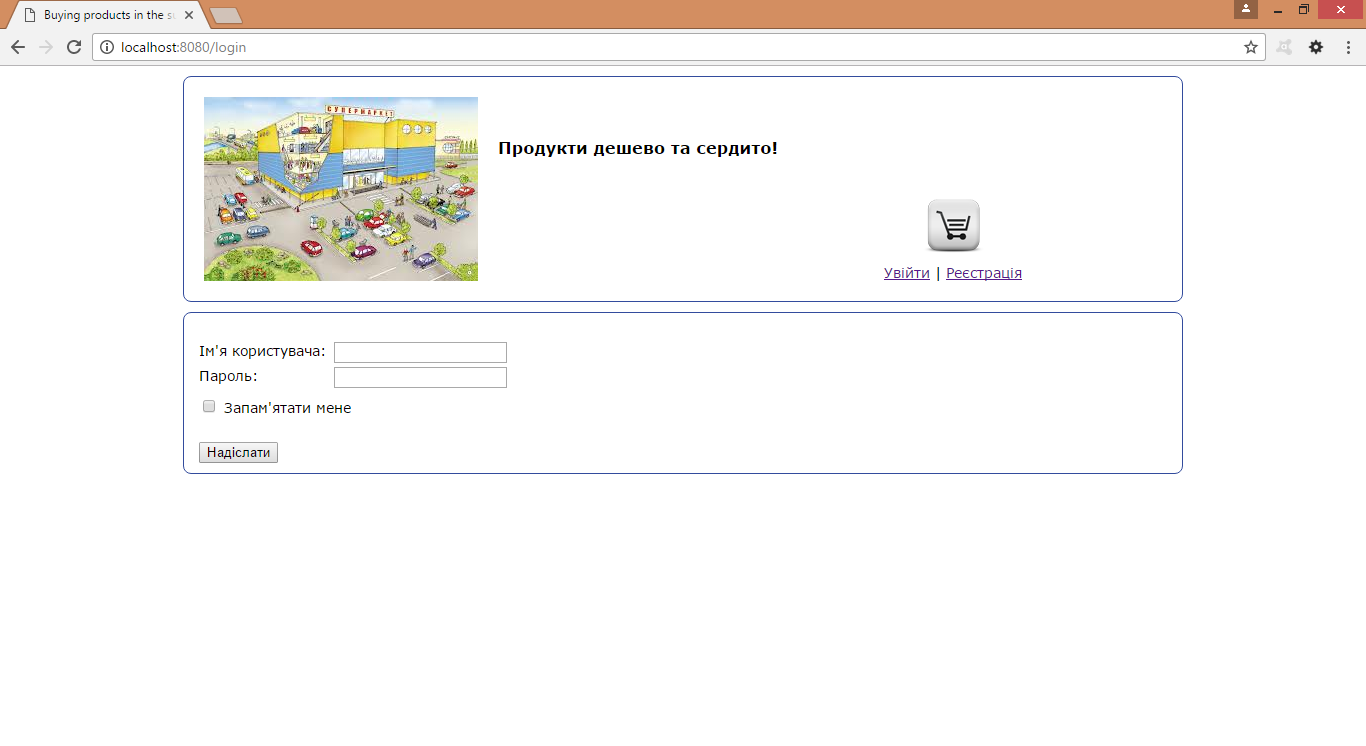 Buying products in the su
localhost:8080/login
СУПЕРМАРКЕТ
Продукти дешево та сердито!
Увійти | Реєстрація
Ім'я користувача:
Пароль:
Запам'ятати мене
Надіслати